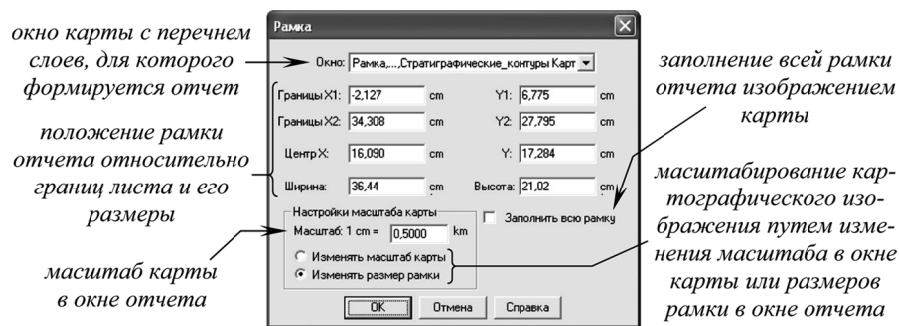 окно карты с перечнем
слоев, для которого
формируется отчет
положение рамки
отчета относительно
границ листа и его
размеры
масштаб карты
в окне отчета
Рамка
Окно: Рамка,...,Стратиграфические_контуры Карт
Границы X1: -2,127 cm Y1: 6,775 cm
Границы X2: 34,308 cm Y2: 27,795 cm
Центр X: 16,090 cm Y: 17,284 cm
Ширина: 36,44 cm Высота: 21,02 cm
Настройки масштаба карты
Заполнить всю рамку
Масштаб: 1 cm = 0,5000 km
Изменять масштаб карты
Изменять размер рамки
OK Отмена Справка
заполнение всей рамки
отчета изображением
карты
масштабирование кар-
тографического изо-
бражения путем изме-
нения масштаба в окне
карты или размеров
рамки в окне отчета